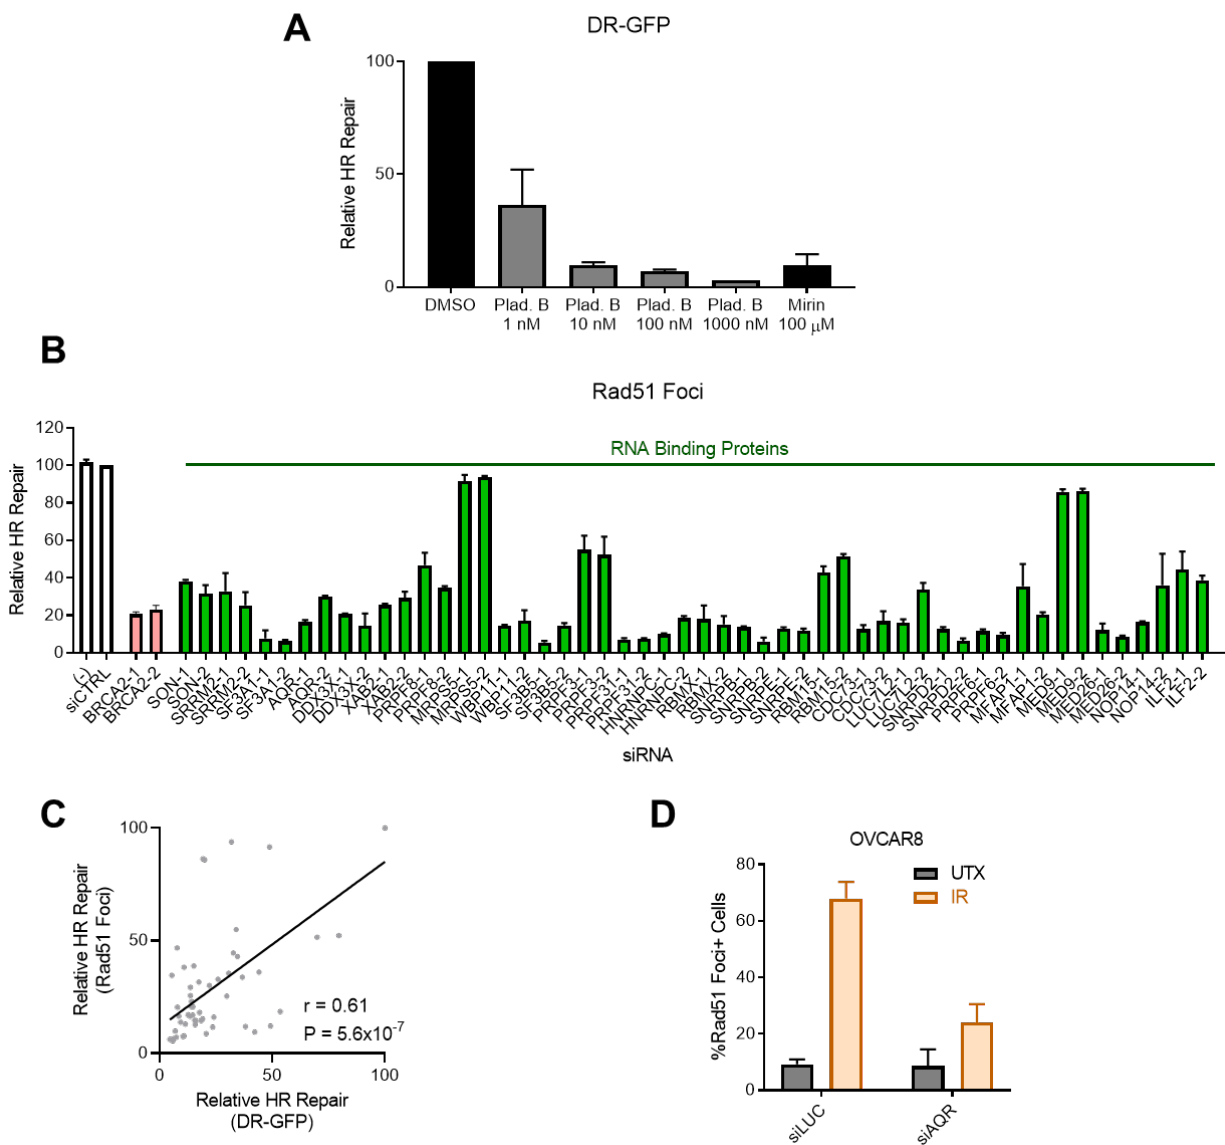 A
DR-GFP
Relative HR Repair
100
50
0
DMSO
Plad. B
1 nM
Plad. B
10 nM
Plad. B
100 nM
Plad. B
1000 nM
Mirin
100 μM
B
Rad51 Foci
RNA Binding Proteins
Relative HR Repair
120
100
80
60
40
20
0
(-)
siCTRL
BRCA2-1
BRCA2-2
SON-1
SON-2
SRPM2-1
SRRM2-2
SF3A1-1
SF3A1-2
AQR-1
AQR-2
DDX3X-1
DDX3X-2
XAB2-1
XAB2-2
PRPF8-1
PRPF8-2
MRPS5-1
MRPS5-2
WBP11-1
WBP11-2
SF3B5-1
SF3B5-2
PRPF3-1
PRPF3-2
PRPF31-1
PRPF31-2
HNRNPC-1
HNRNPC-2
RBMX-1
RBMX-2
SNRPB-1
SNRPB-2
SNRPE-1
SNRPE-2
RBM15-1
RBM15-2
CDC73-1
CDC73-2
LUC7L2-1
LUC7L2-2
SNRPD2-1
SNRPD2-2
PRPF6-1
PRPF6-2
MFAP1-1
MFAP1-2
MED9-1
MED9-2
MED26-1
MED26-2
NOP14-1
NOP14-2
ILF2-1
ILF2-2
siRNA
C
Relative HR Repair
(Rad51 Foci)
100
50
0
r = 0.61
P = 5.6x10-7
0
50
100
Relative HR Repair
(DR-GFP)
D
OVCAR8
UTX
IR
%Rad51 Foci+ Cells
80
60
40
20
0
siLUC
siAQR